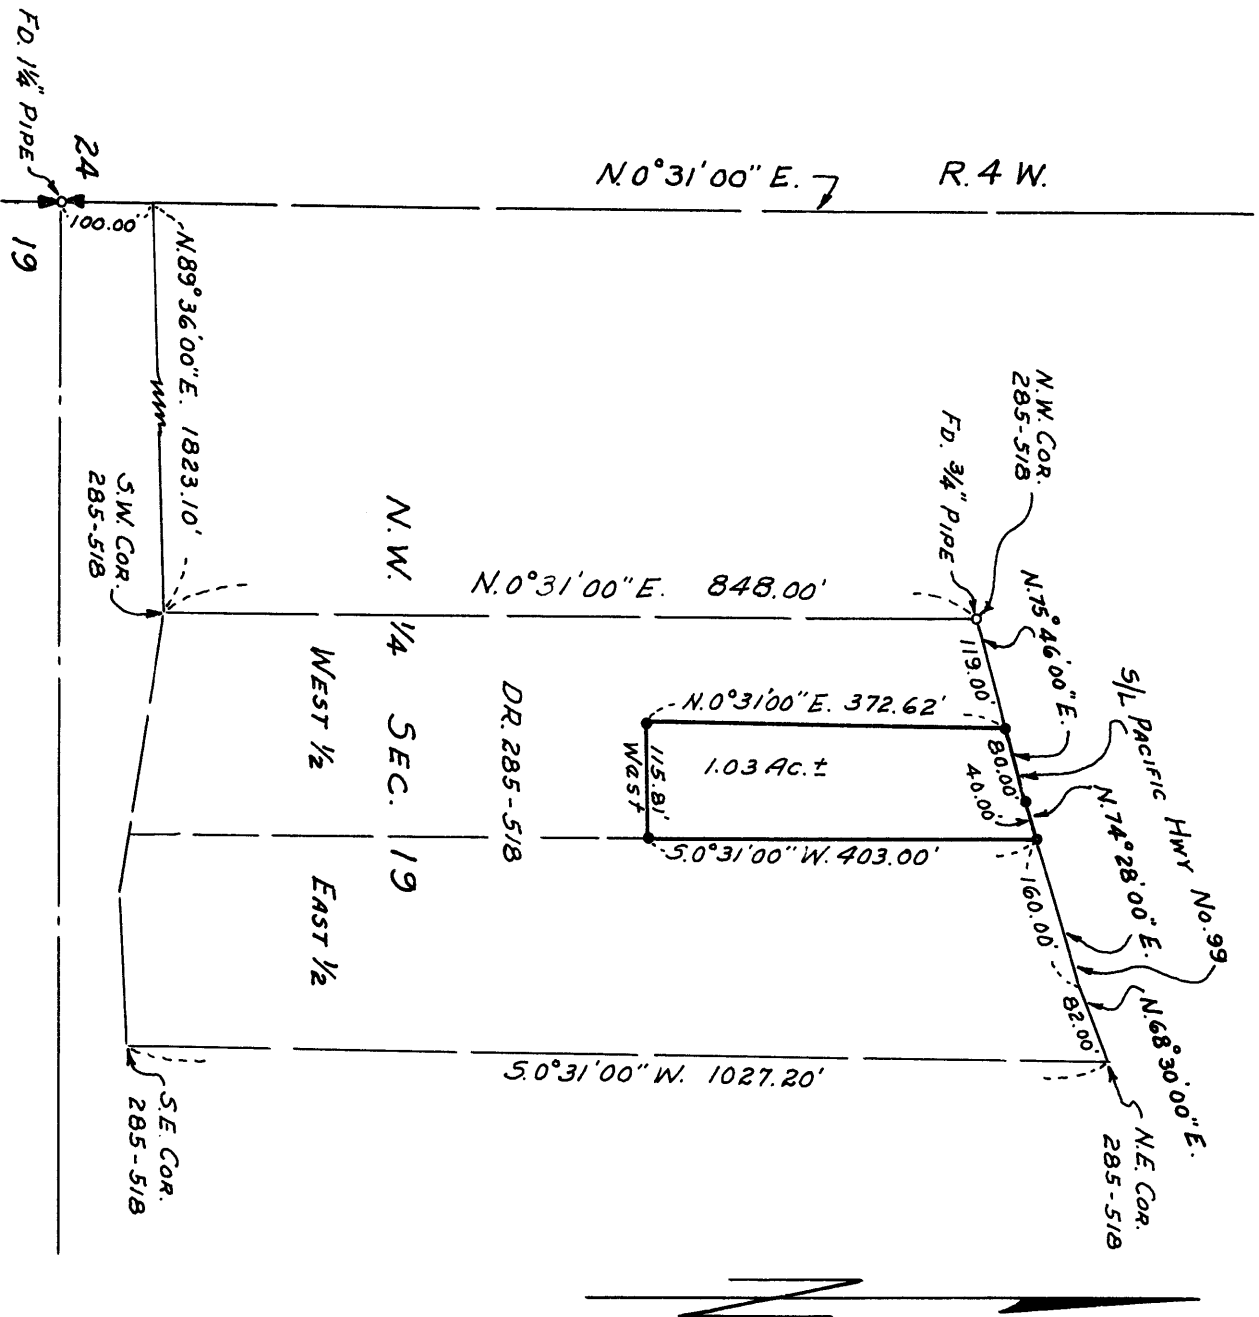 N.0°31'00" E.
R.4 W.
FD. 1¼" PIPE
24
19
100.00'
N.89°36'00"E. 1823.10'
S.W. COR.
285-518
N.W. COR.
285-518
FD. ¾" PIPE
N.0°31'00"E. 848.00'
N.W. ¼ SEC. 19
WEST ½
EAST ½
DR. 285-518
N.75°46'00"E.
119.00'
80.00'
40.00'
S/L PACIFIC HWY No.99
N.74°28'00"E.
160.00'
N.68°30'00"E.
82.00'
N.0°31'00"E. 372.62'
115.81'
West
1.03 Ac.±
S.0°31'00"W. 403.00'
S.0°31'00"W. 1027.20'
N.E. COR.
285-518
S.E. COR.
285-518